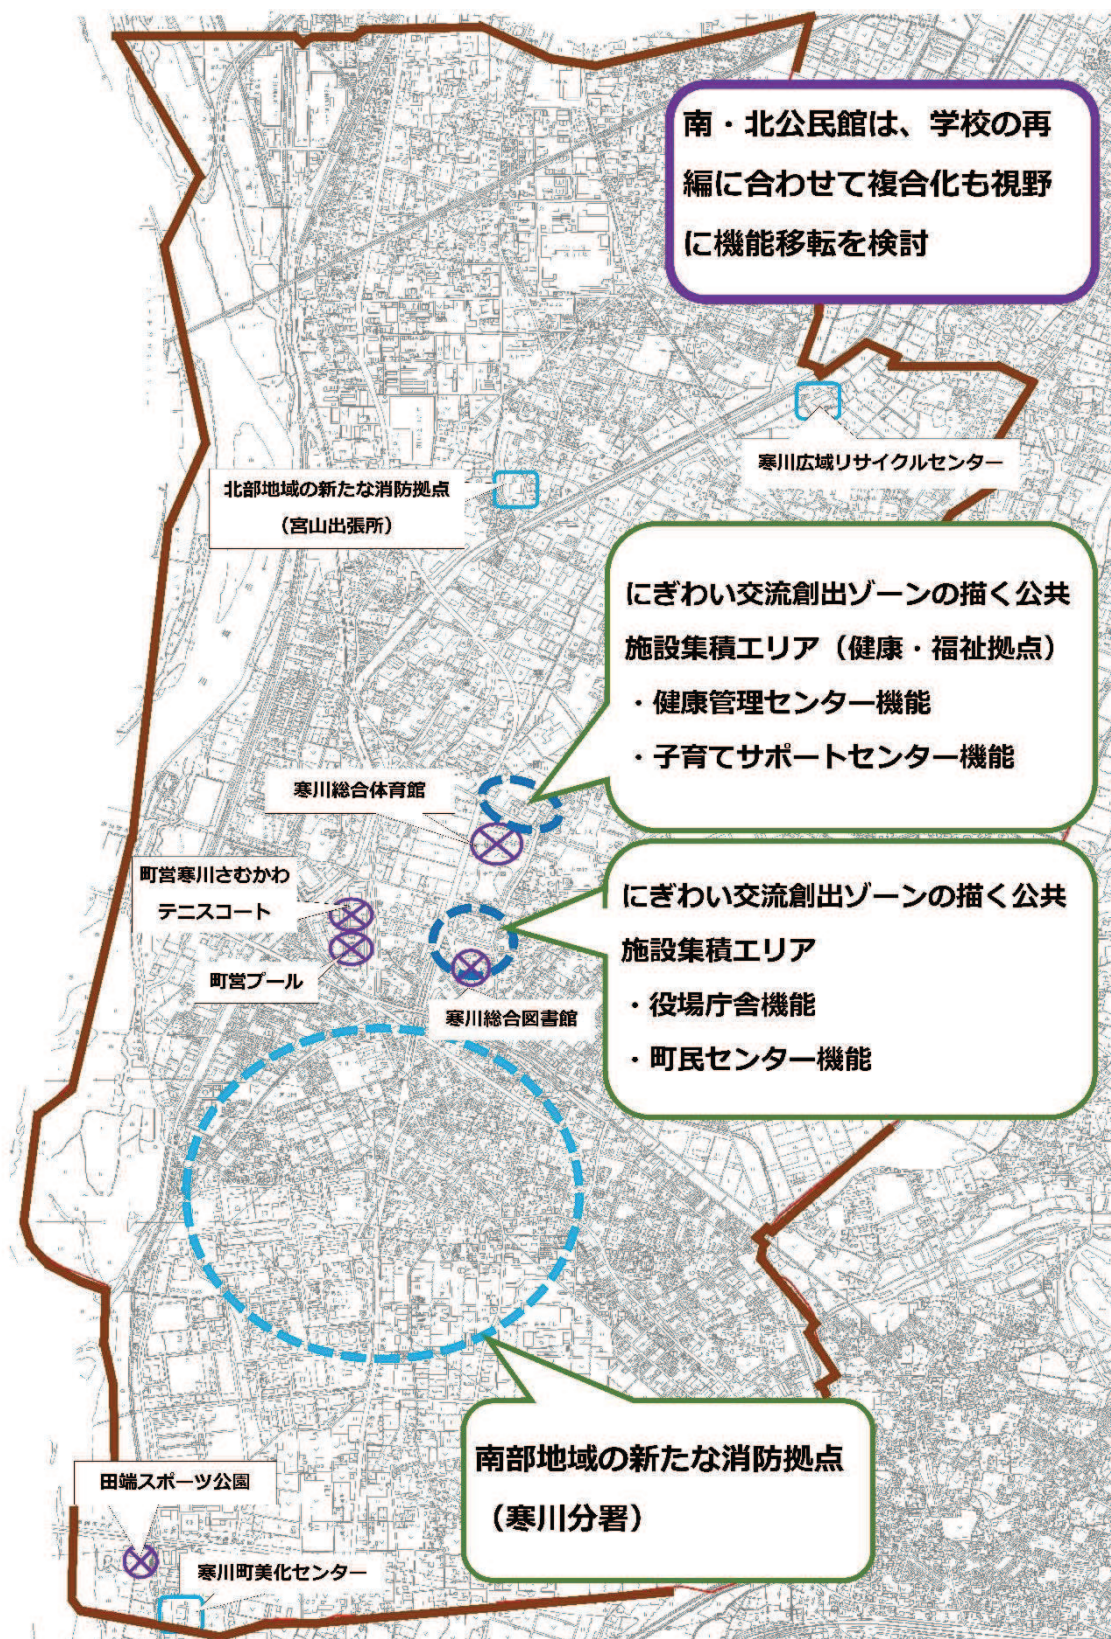 南・北公民館は、学校の再
編に合わせて複合化も視野
に機能移転を検討
寒川広域リサイクルセンター
北部地域の新たな消防拠点
（宮山出張所）
にぎわい交流創出ゾーンの描く公共
施設集積エリア（健康・福祉拠点）
・健康管理センター機能
・子育てサポートセンター機能
寒川総合体育館
町営寒川さむかわ
テニスコート
町営プール
寒川総合図書館
にぎわい交流創出ゾーンの描く公共
施設集積エリア
・役場庁舎機能
・町民センター機能
南部地域の新たな消防拠点
（寒川分署）
田端スポーツ公園
寒川町美化センター